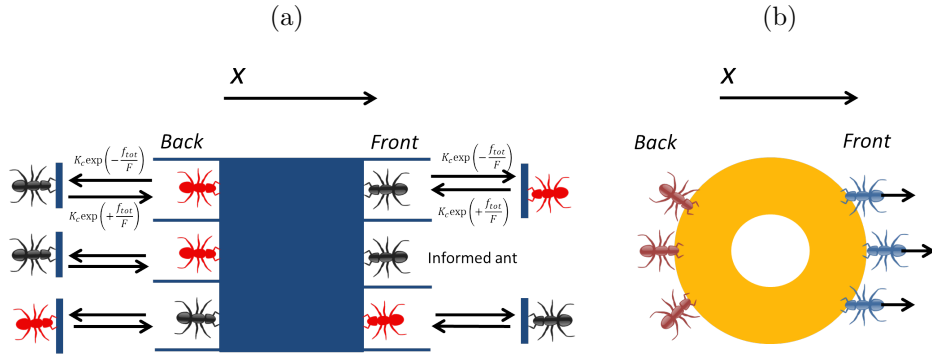 (a)
(b)
X
X
Back
Front
Back
Front
K_c exp(−f_tot/F)
K_c exp(+f_tot/F)
K_c exp(−f_tot/F)
K_c exp(+f_tot/F)
Informed ant